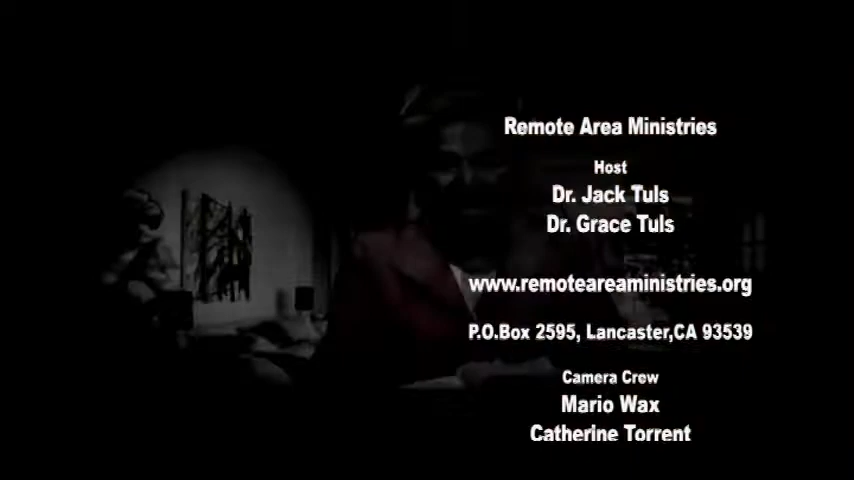 Remote Area Ministries
Host
Dr. Jack Tuls
Dr. Grace Tuls
www.remoteareaministries.org
P.O.Box 2595, Lancaster,CA 93539
Camera Crew
Mario Wax
Catherine Torrent